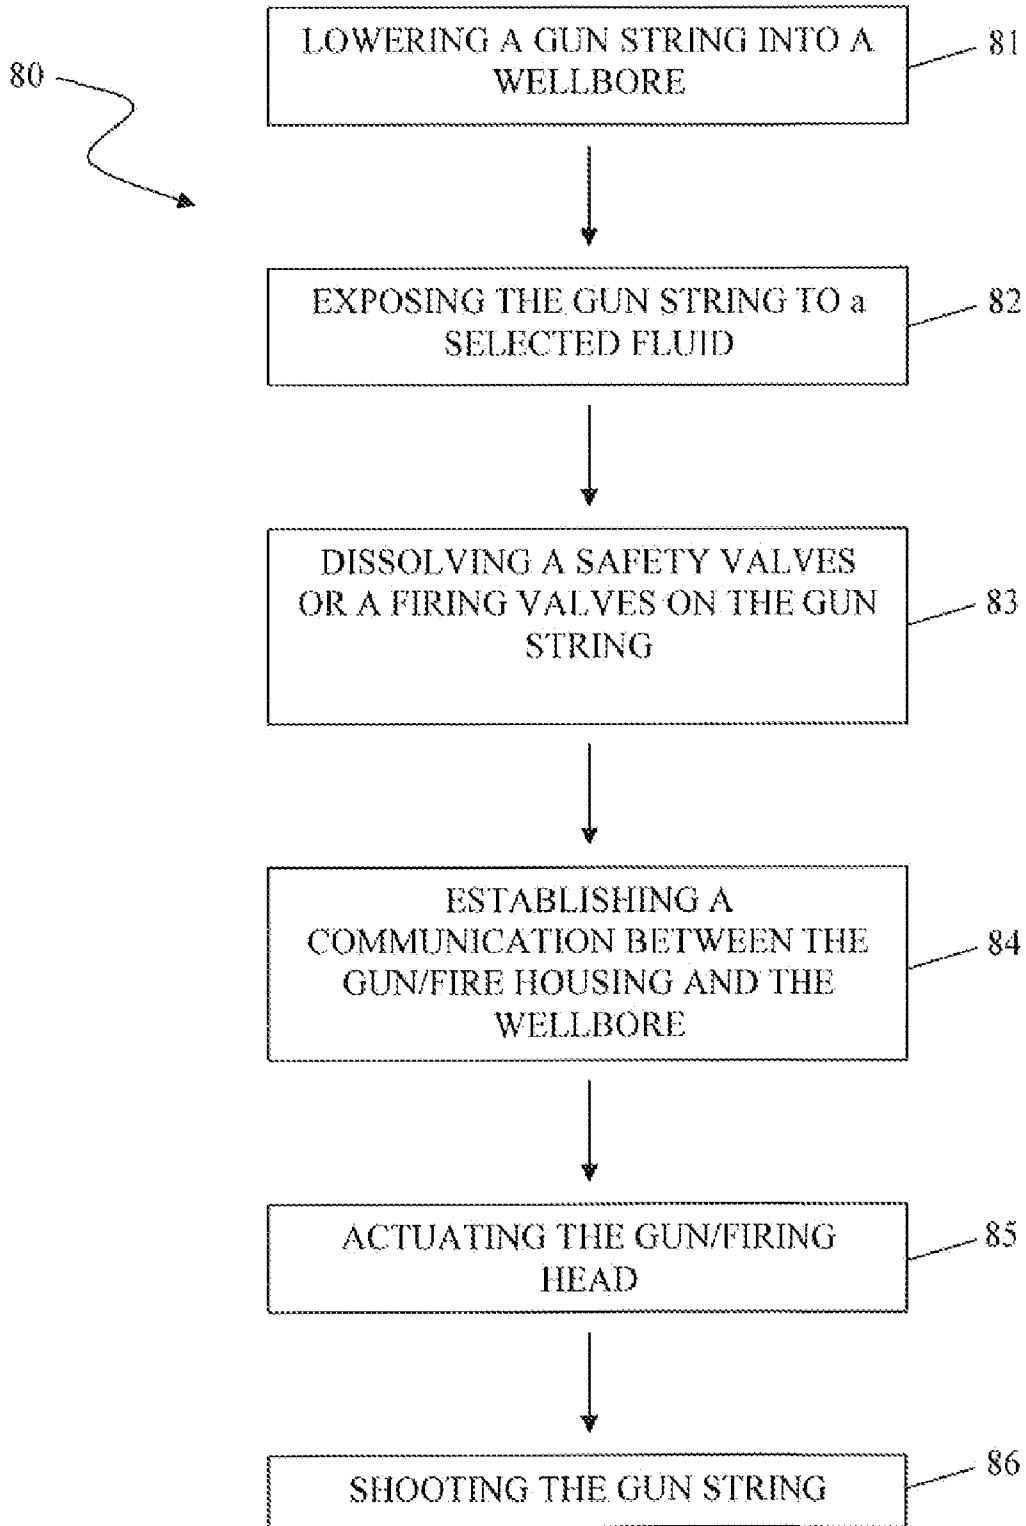 80
LOWERING A GUN STRING INTO A
WELLBORE
81
EXPOSING THE GUN STRING TO a
SELECTED FLUID
82
DISSOLVING A SAFETY VALVES
OR A FIRING VALVES ON THE GUN
STRING
83
ESTABLISHING A
COMMUNICATION BETWEEN THE
GUN/FIRE HOUSING AND THE
WELLBORE
84
ACTUATING THE GUN/FIRING
HEAD
85
SHOOTING THE GUN STRING
86